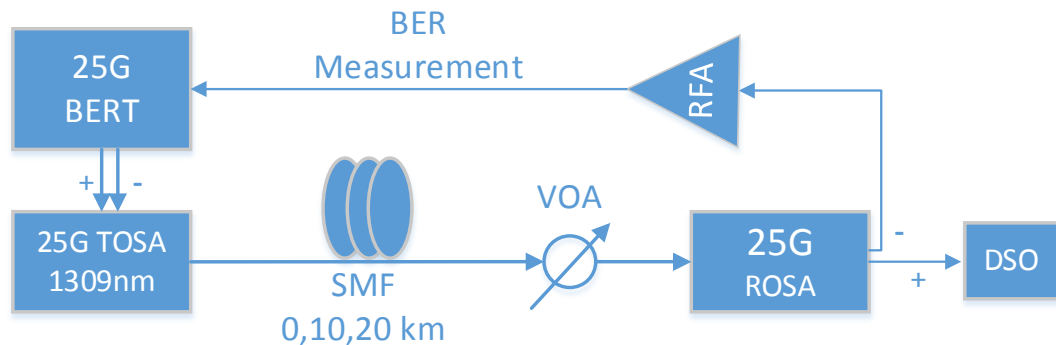 25G
BERT
BER
Measurement
RFA
+ -
25G TOSA
1309nm
SMF
0,10,20 km
VOA
25G
ROSA
-
+
DSO